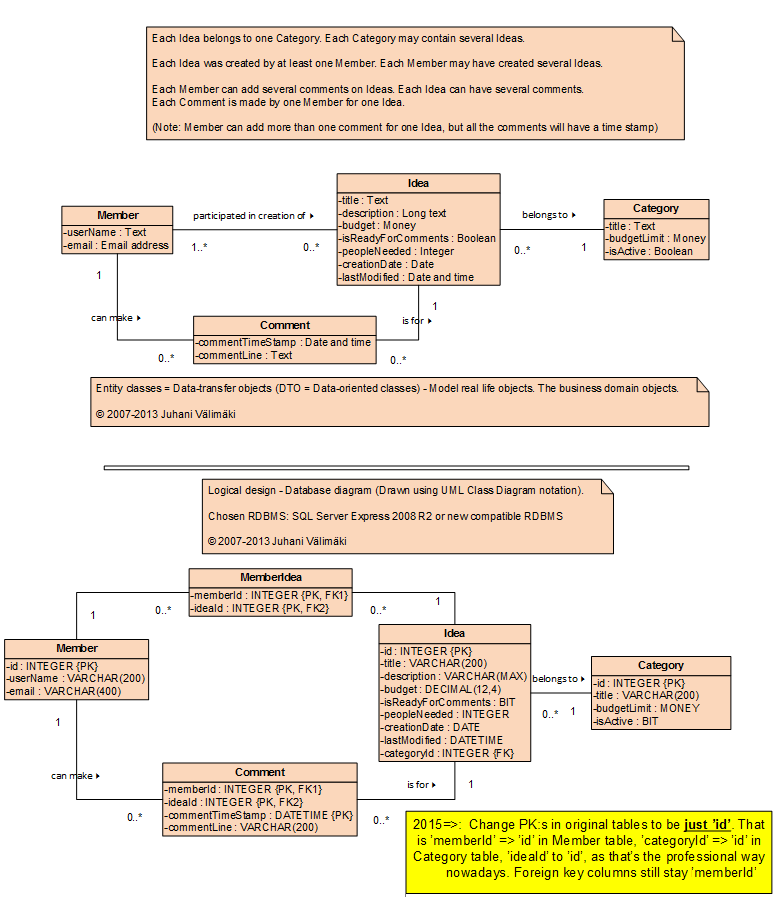 Each Idea belongs to one Category. Each Category may contain several Ideas.
Each Idea was created by at least one Member. Each Member may have created several Ideas.
Each Member can add several comments on Ideas. Each Idea can have several comments.
Each Comment is made by one Member for one Idea.
(Note: Member can add more than one comment for one Idea, but all the comments will have a time stamp)
Member
-userName : Text
-email : Email address
participated in creation of
1..*
0..*
Idea
-title : Text
-description : Long text
-budget : Money
-isReadyForComments : Boolean
-peopleNeeded : Integer
-creationDate : Date
-lastModified : Date and time
belongs to
0..*
1
Category
-title : Text
-budgetLimit : Money
-isActive : Boolean
1
can make
0..*
Comment
-commentTimeStamp : Date and time
-commentLine : Text
1
is for
0..*
Entity classes = Data-transfer objects (DTO = Data-oriented classes) - Model real life objects. The business domain objects.
© 2007-2013 Juhani Välimäki
Logical design - Database diagram (Drawn using UML Class Diagram notation).
Chosen RDBMS: SQL Server Express 2008 R2 or new compatible RDBMS
© 2007-2013 Juhani Välimäki
MemberIdea
-memberId : INTEGER {PK, FK1}
-ideaId : INTEGER {PK, FK2}
1
0..*
0..*
1
Member
-id : INTEGER {PK}
-userName : VARCHAR(200)
-email : VARCHAR(400)
Idea
-id : INTEGER {PK}
-title : VARCHAR(200)
-description : VARCHAR(MAX)
-budget : DECIMAL(12,4)
-isReadyForComments : BIT
-peopleNeeded : INTEGER
-creationDate : DATE
-lastModified : DATETIME
-categoryId : INTEGER {FK}
belongs to
0..*
1
Category
-id : INTEGER {PK}
-title : VARCHAR(200)
-budgetLimit : MONEY
-isActive : BIT
1
can make
0..*
Comment
-memberId : INTEGER {PK, FK1}
-ideaId : INTEGER {PK, FK2}
-commentTimeStamp : DATETIME {PK}
-commentLine : VARCHAR(200)
is for
1
0..*
2015=>: Change PK:s in original tables to be just 'id'. That
is 'memberId' => 'id' in Member table, 'categoryId' => 'id' in
Category table, 'ideaId' to 'id', as that's the professional way
nowadays. Foreign key columns still stay 'memberId'